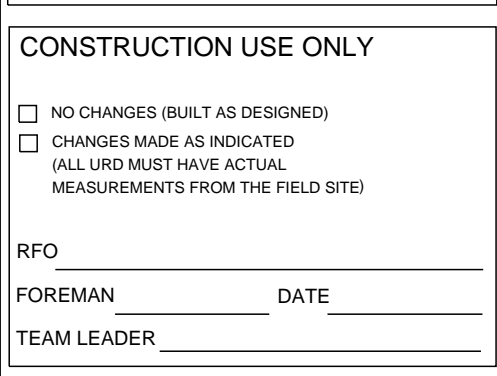 CONSTRUCTION USE ONLY
NO CHANGES (BUILT AS DESIGNED)
CHANGES MADE AS INDICATED
(ALL URD MUST HAVE ACTUAL
MEASUREMENTS FROM THE FIELD SITE)
RFO
FOREMAN DATE
TEAM LEADER